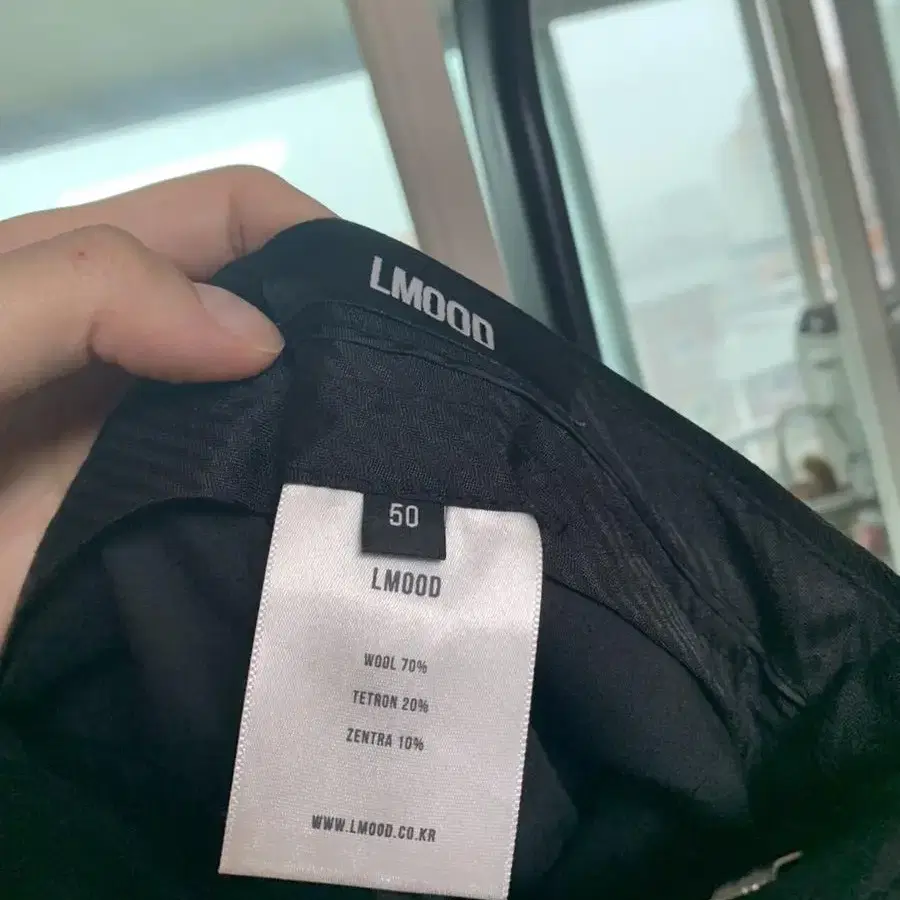 LMOOD
50
LMOOD
WOOL 70%
TETRON 20%
ZENTRA 10%
WWW.LMOOD.CO.KR